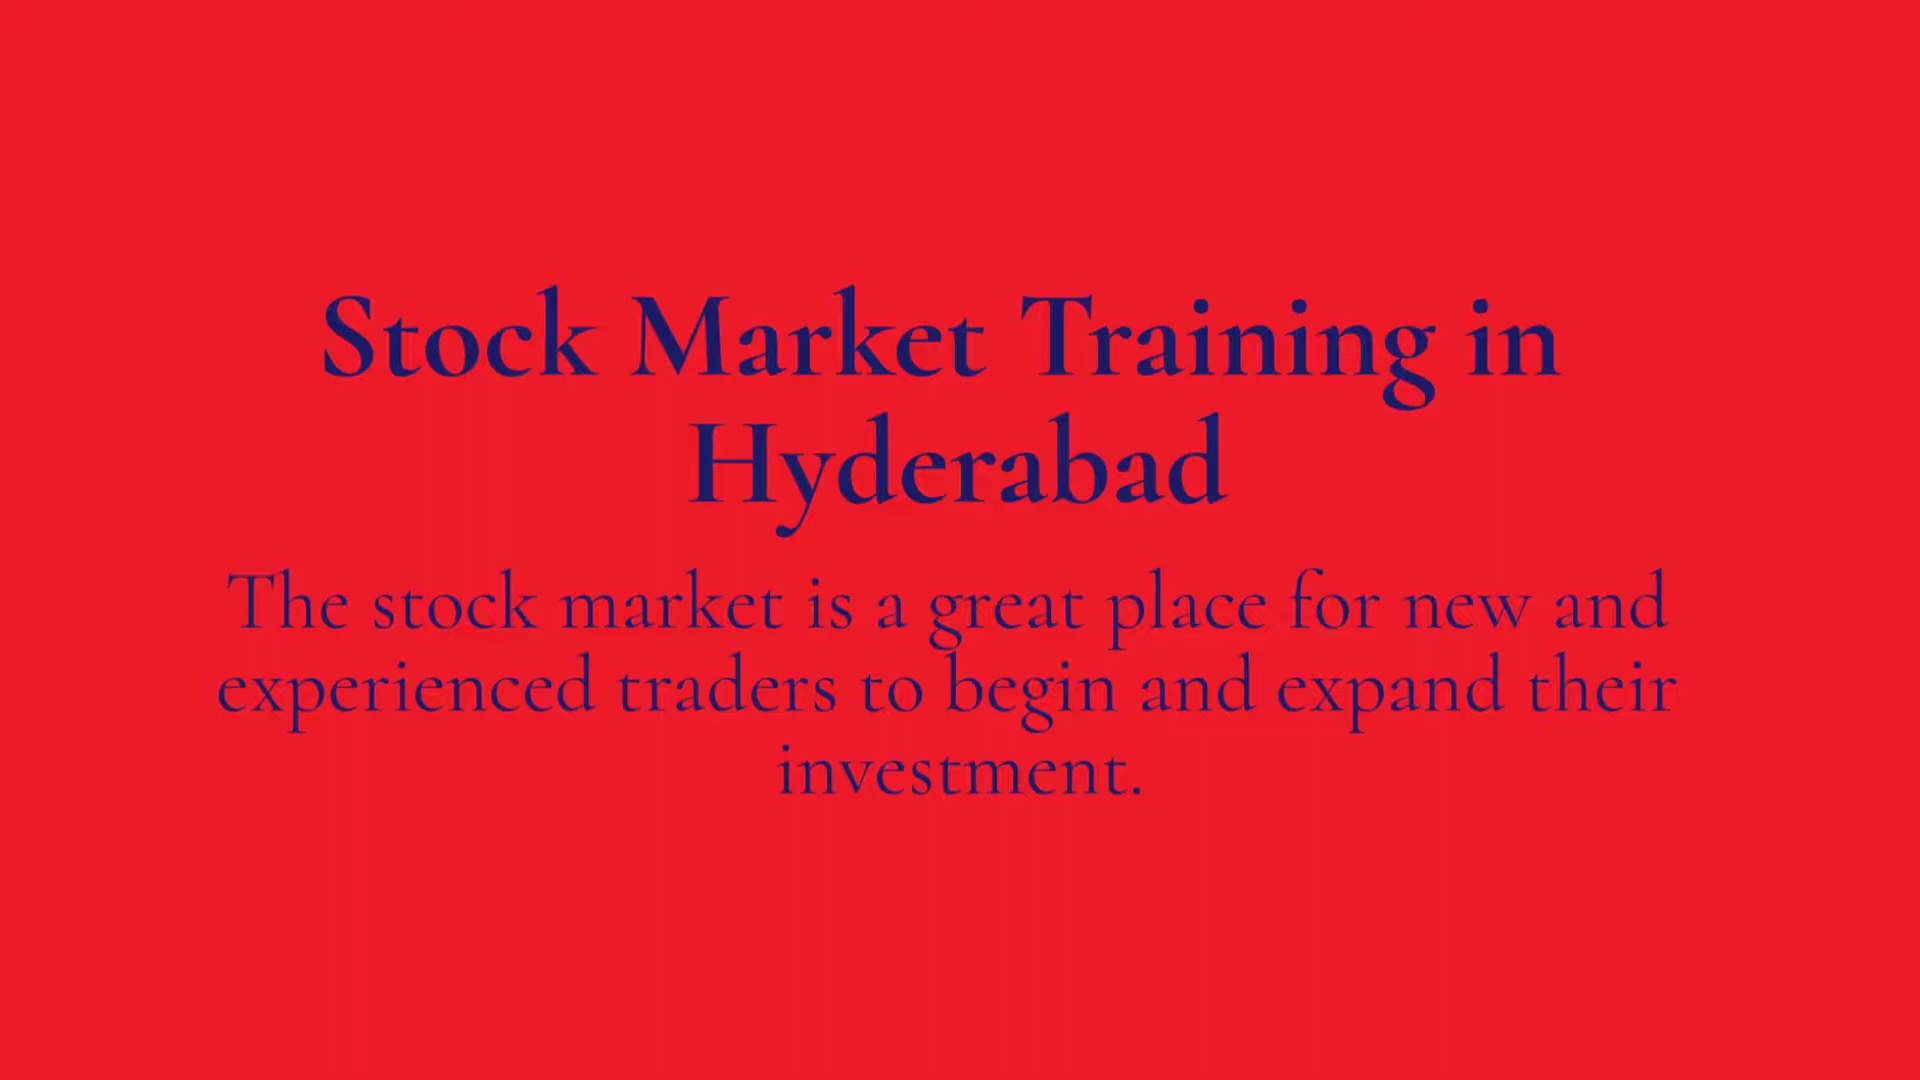 Stock Market Training in
Hyderabad
The stock market is a great place for new and
experienced traders to begin and expand their
investment.